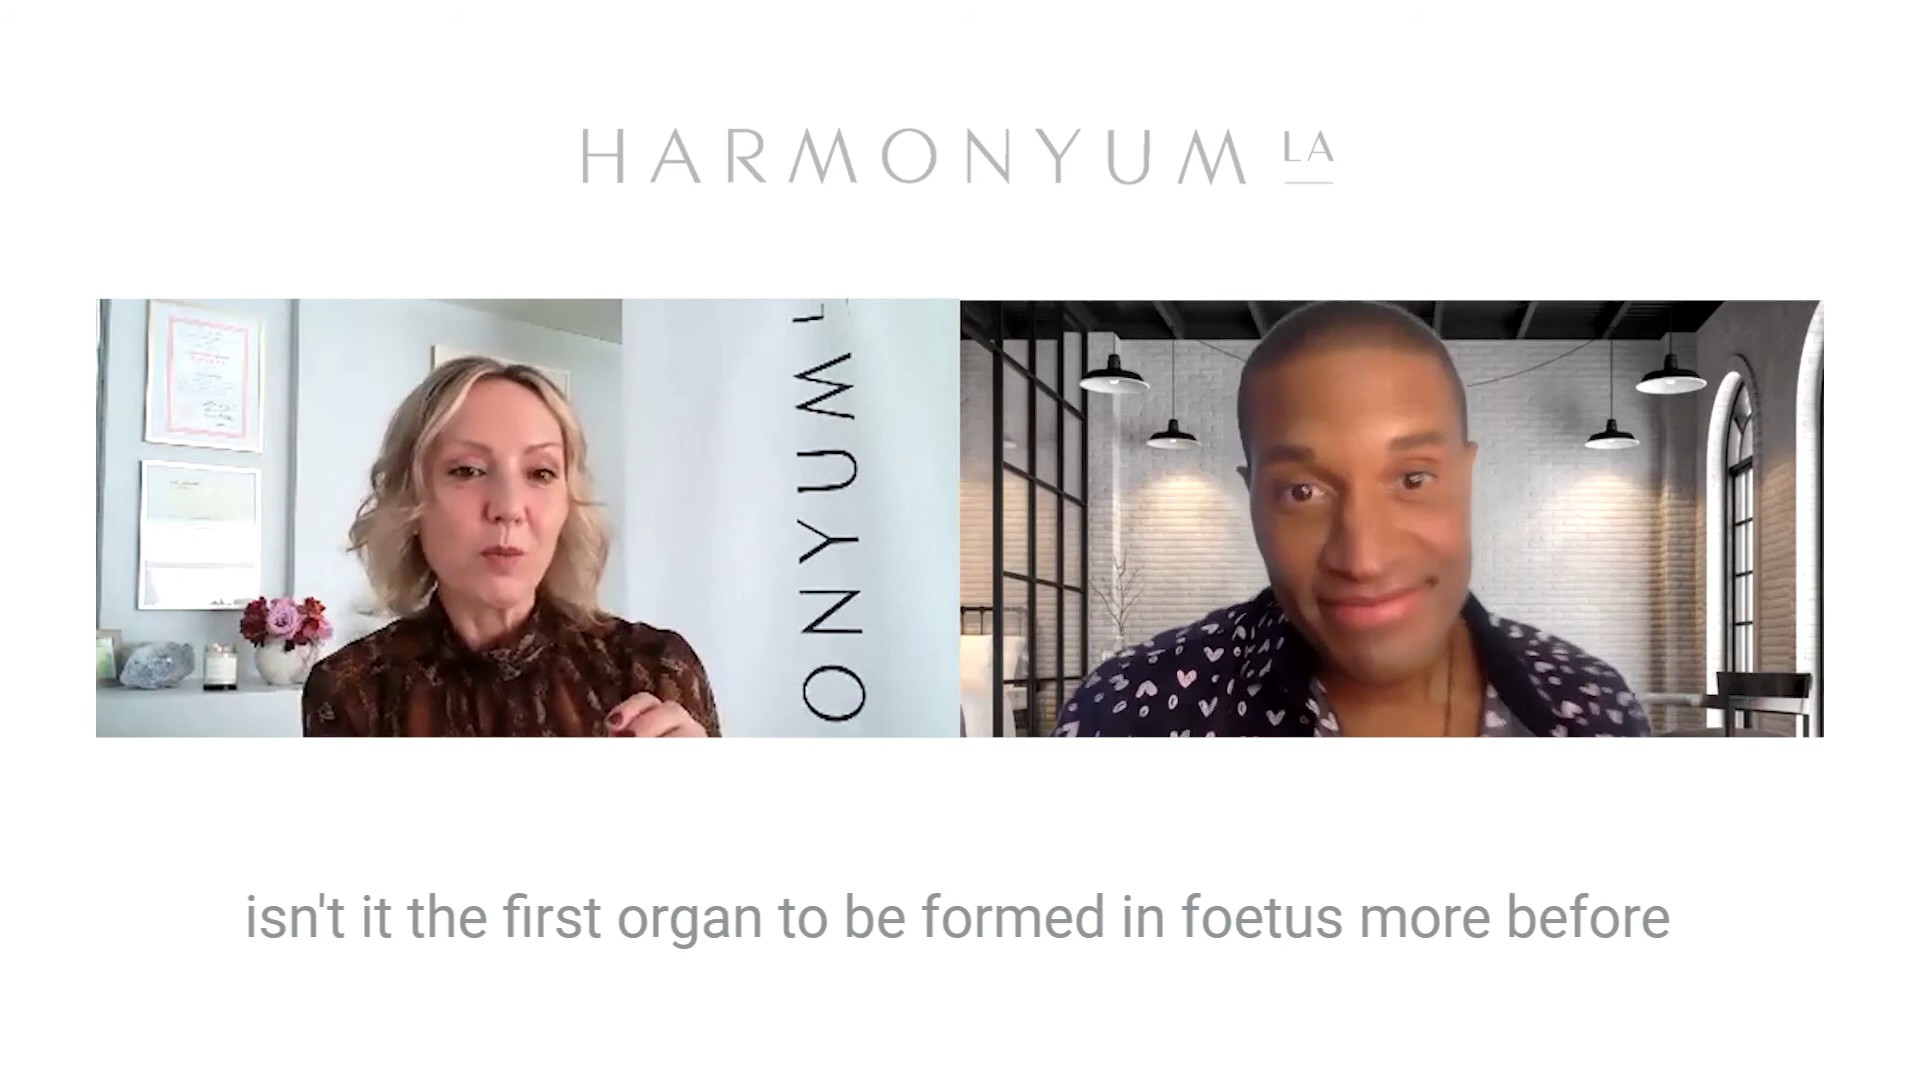 HARMONYUM LA
ONYUM L
isn't it the first organ to be formed in foetus more before